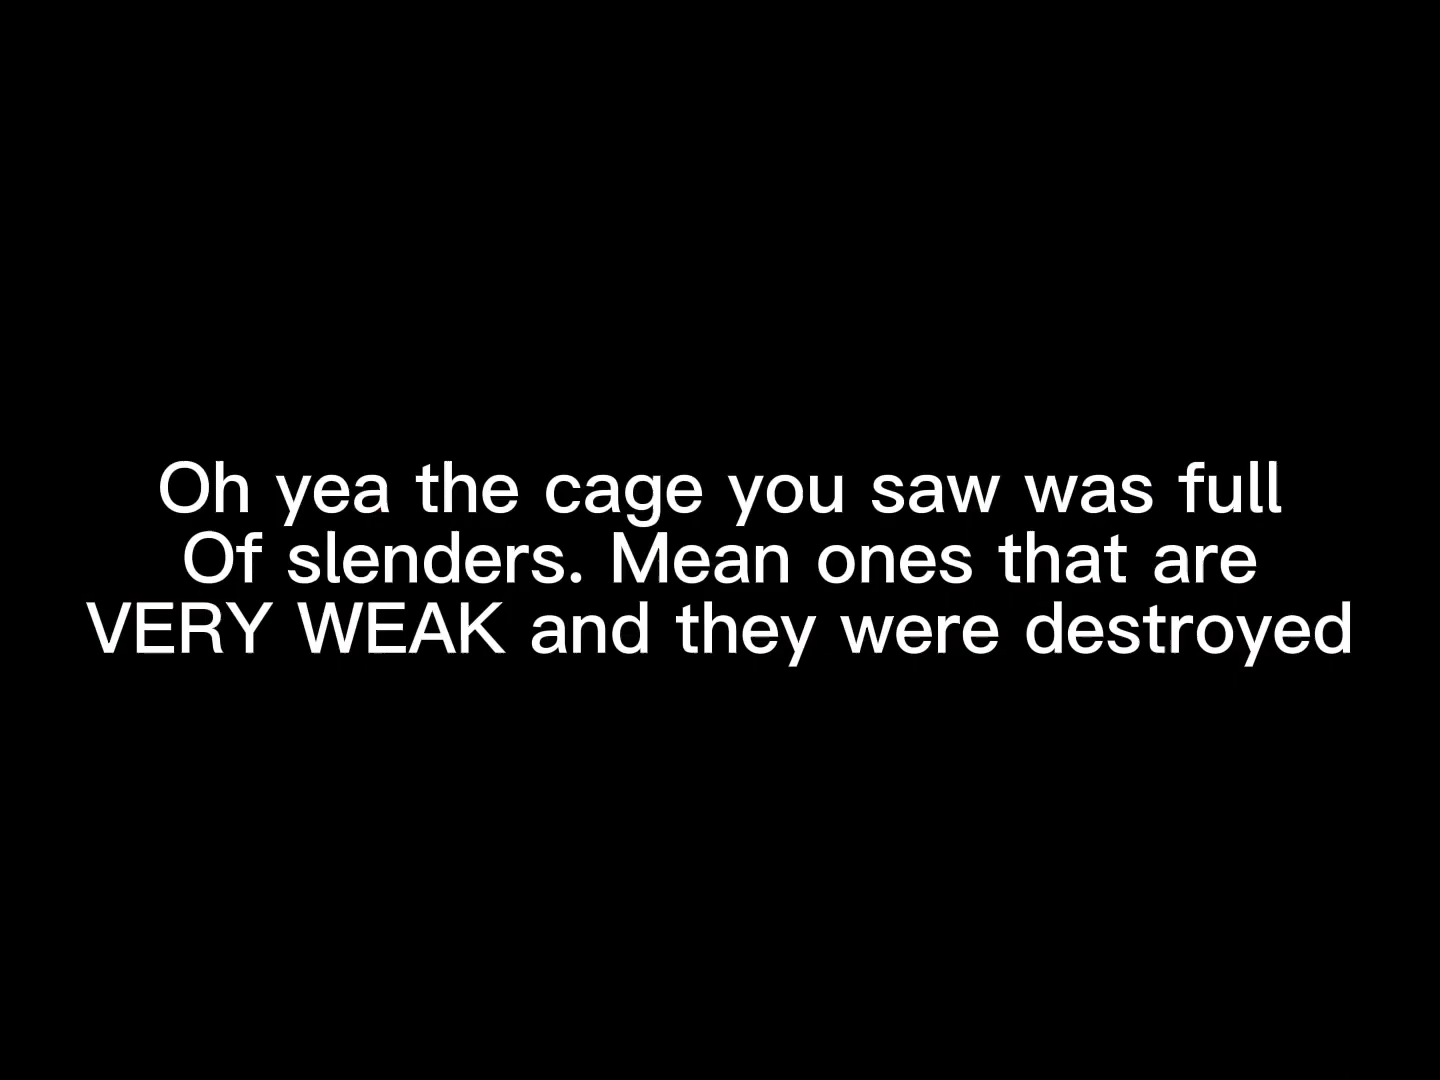 Oh yea the cage you saw was full
Of slenders. Mean ones that are
VERY WEAK and they were destroyed